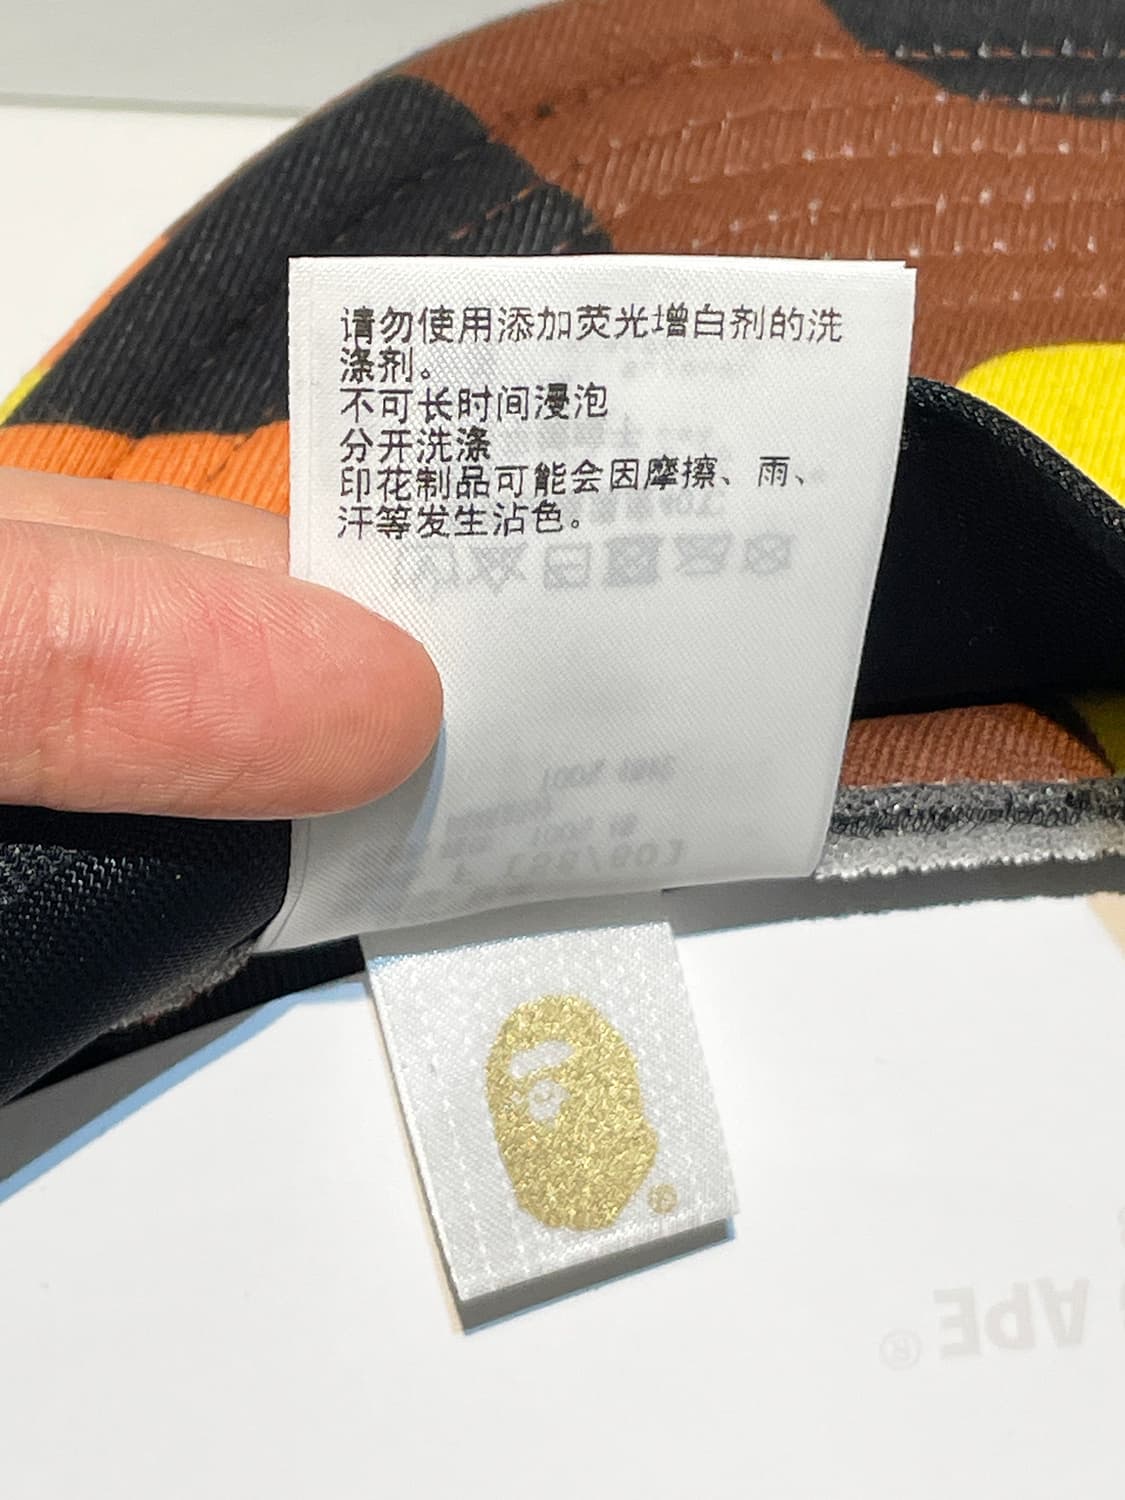 请勿使用添加荧光增白剂的洗
涤剂。
不可长时间浸泡
分开洗涤
印花制品可能会因摩擦、雨、
汗等发生沾色。
APE®